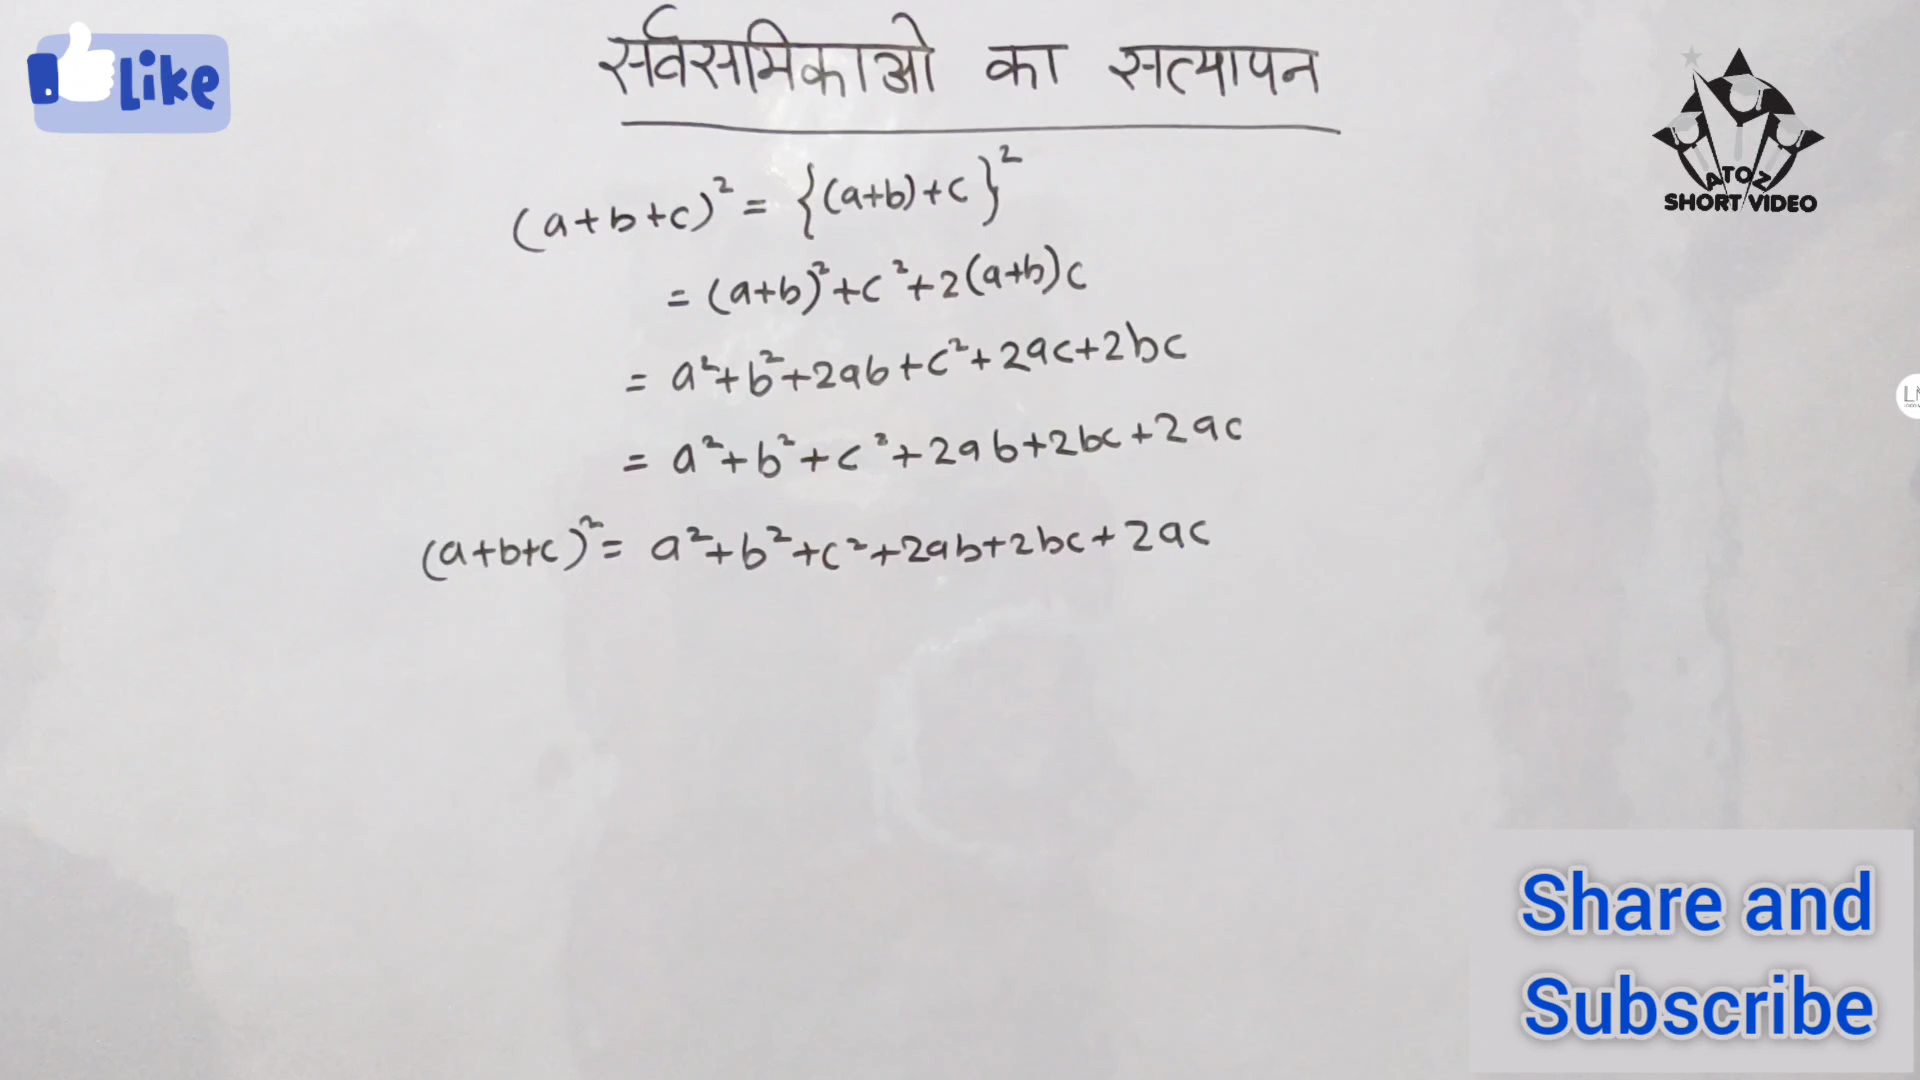 Like
सर्वसमिकाओ का सत्यापन
ATOZ
SHORT VIDEO
(a+b+c)² = {(a+b)+c}²
= (a+b)²+c²+2(a+b)c
= a²+b²+2ab+c²+2ac+2bc
= a²+b²+c²+2ab+2bc+2ac
(a+b+c)² = a²+b²+c²+2ab+2bc+2ac
Share and
Subscribe